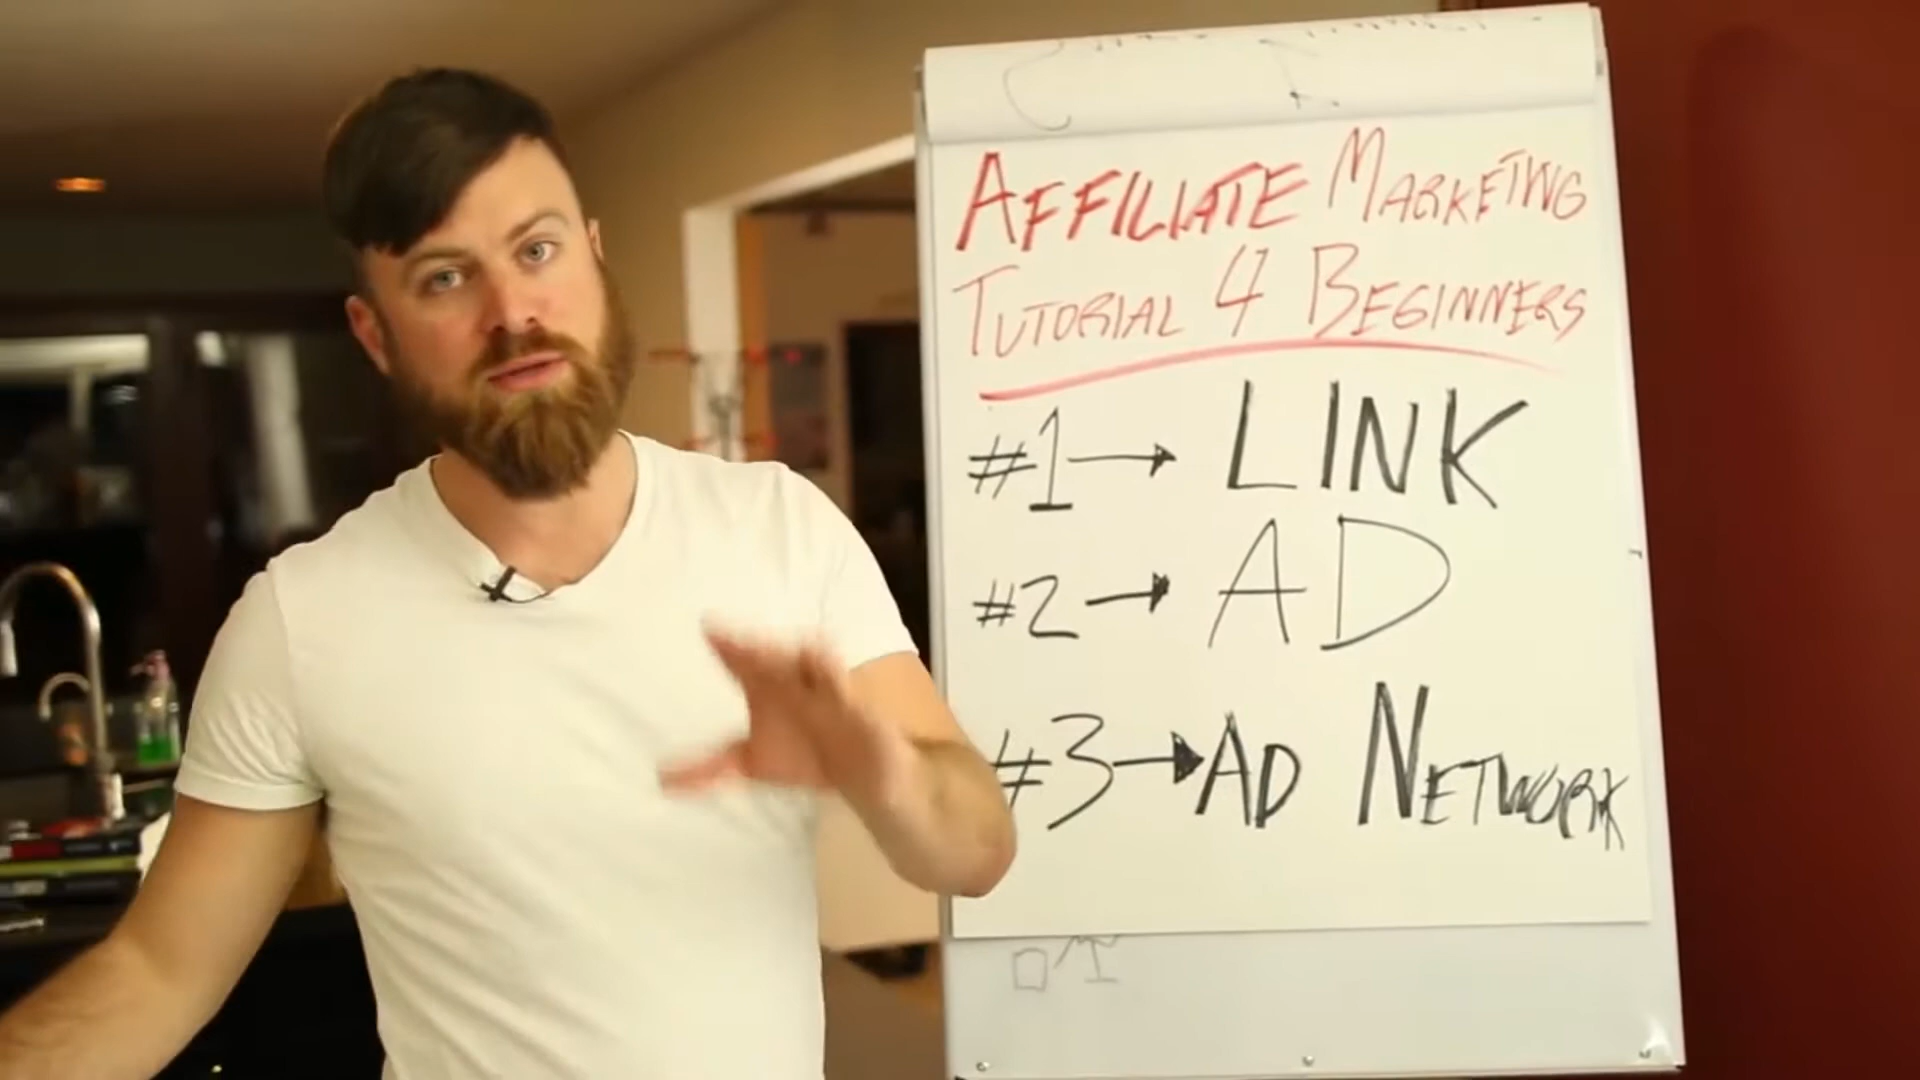 AFFILIATE MARKETING
TUTORIAL 4 BEGINNERS
#1 → LINK
#2 → AD
#3 → AD NETWORK